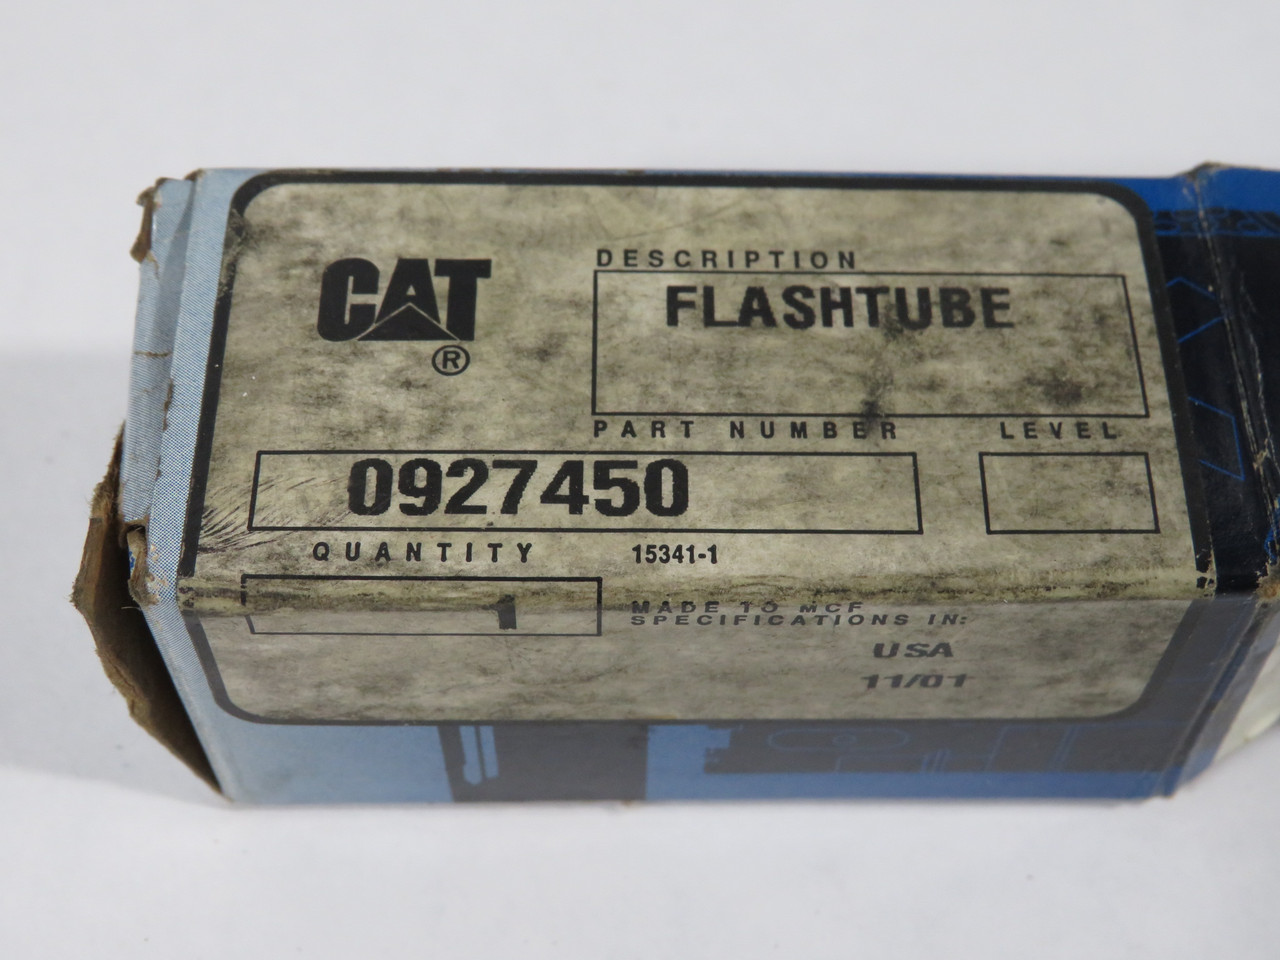 CAT
®
DESCRIPTION
FLASHTUBE
PART NUMBER LEVEL
0927450
QUANTITY 15341-1
1
MADE TO MCF
SPECIFICATIONS IN:
USA
11/01